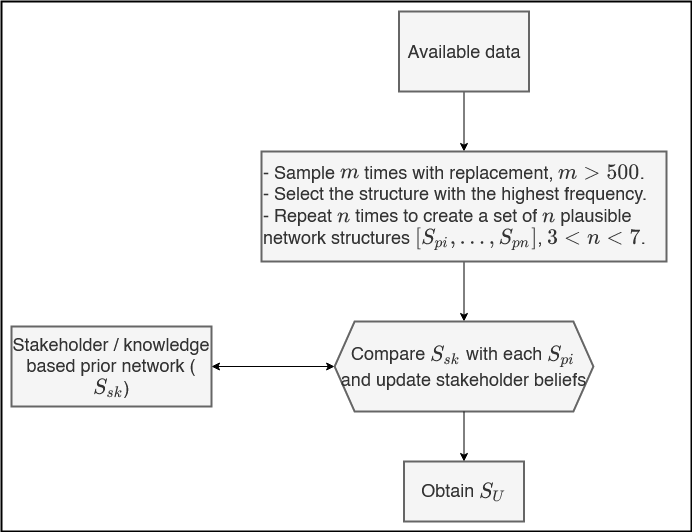 Available data
- Sample m times with replacement, m > 500.
- Select the structure with the highest frequency.
- Repeat n times to create a set of n plausible
network structures [S_{pi}, \ldots, S_{pn}], 3 < n < 7.
Stakeholder / knowledge
based prior network (
S_{sk})
Compare S_{sk} with each S_{pi}
and update stakeholder beliefs
Obtain S_U